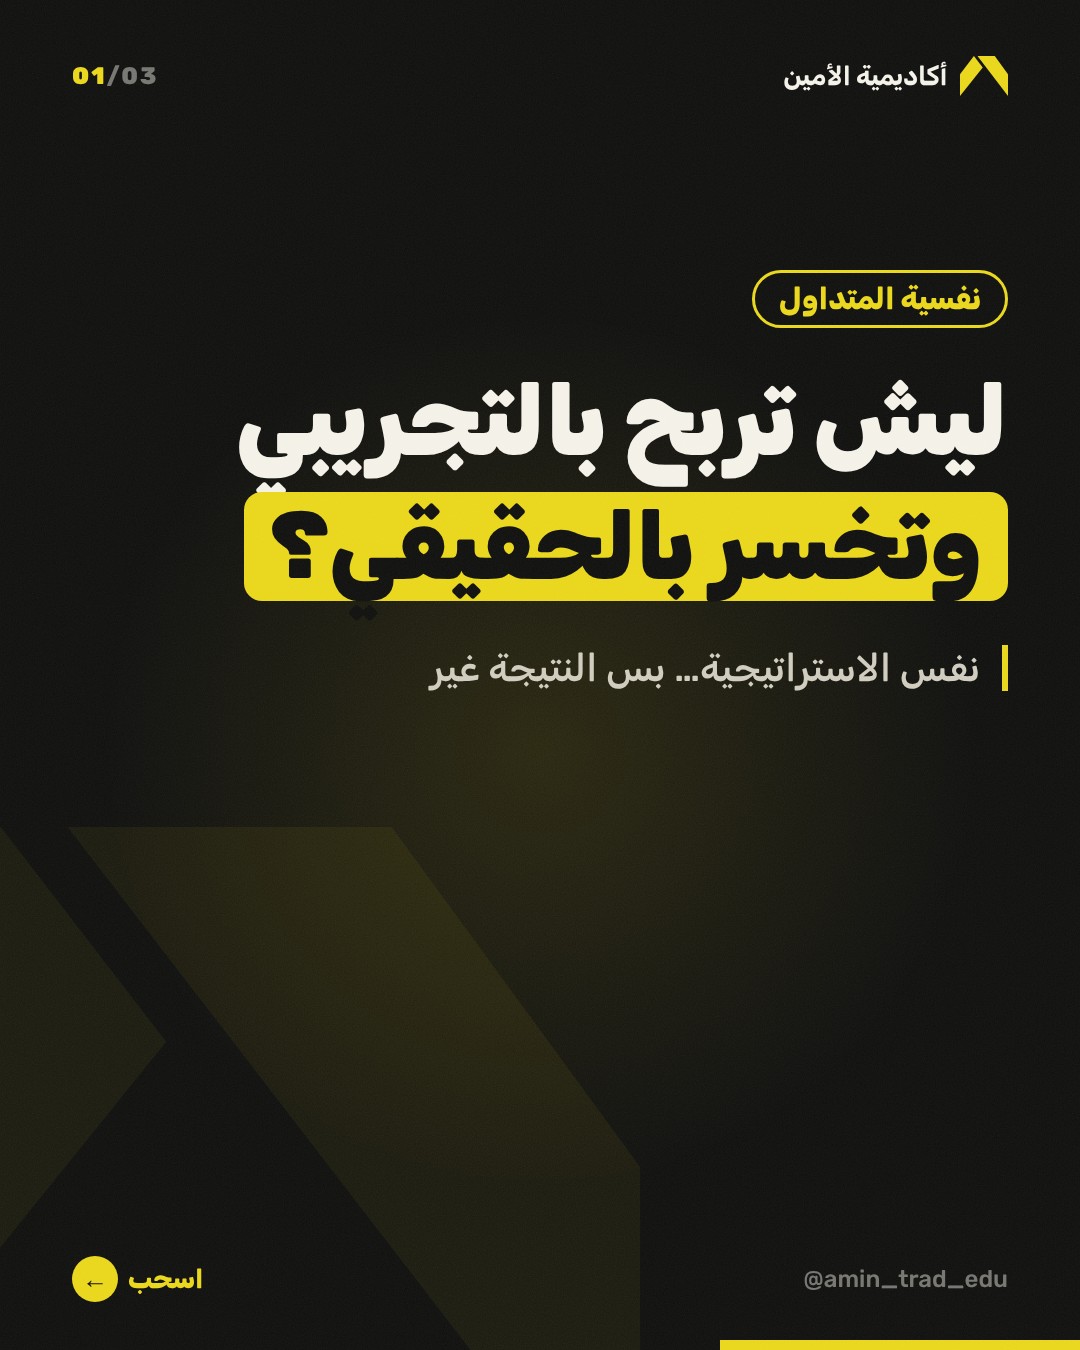 أكاديمية الأمين
01/03
نفسية المتداول
ليش تربح بالتجريبي
وتخسر بالحقيقي؟
نفس الاستراتيجية... بس النتيجة غير
@amin_trad_edu
اسحب ←